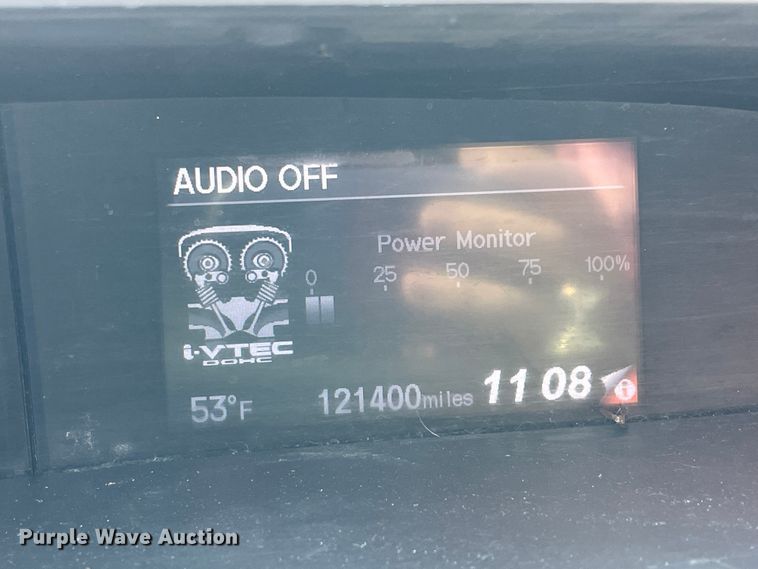 AUDIO OFF
Power Monitor
0 25 50 75 100%
i-VTEC
DOHC
53°F 121400miles 11 08 i
Purple Wave Auction